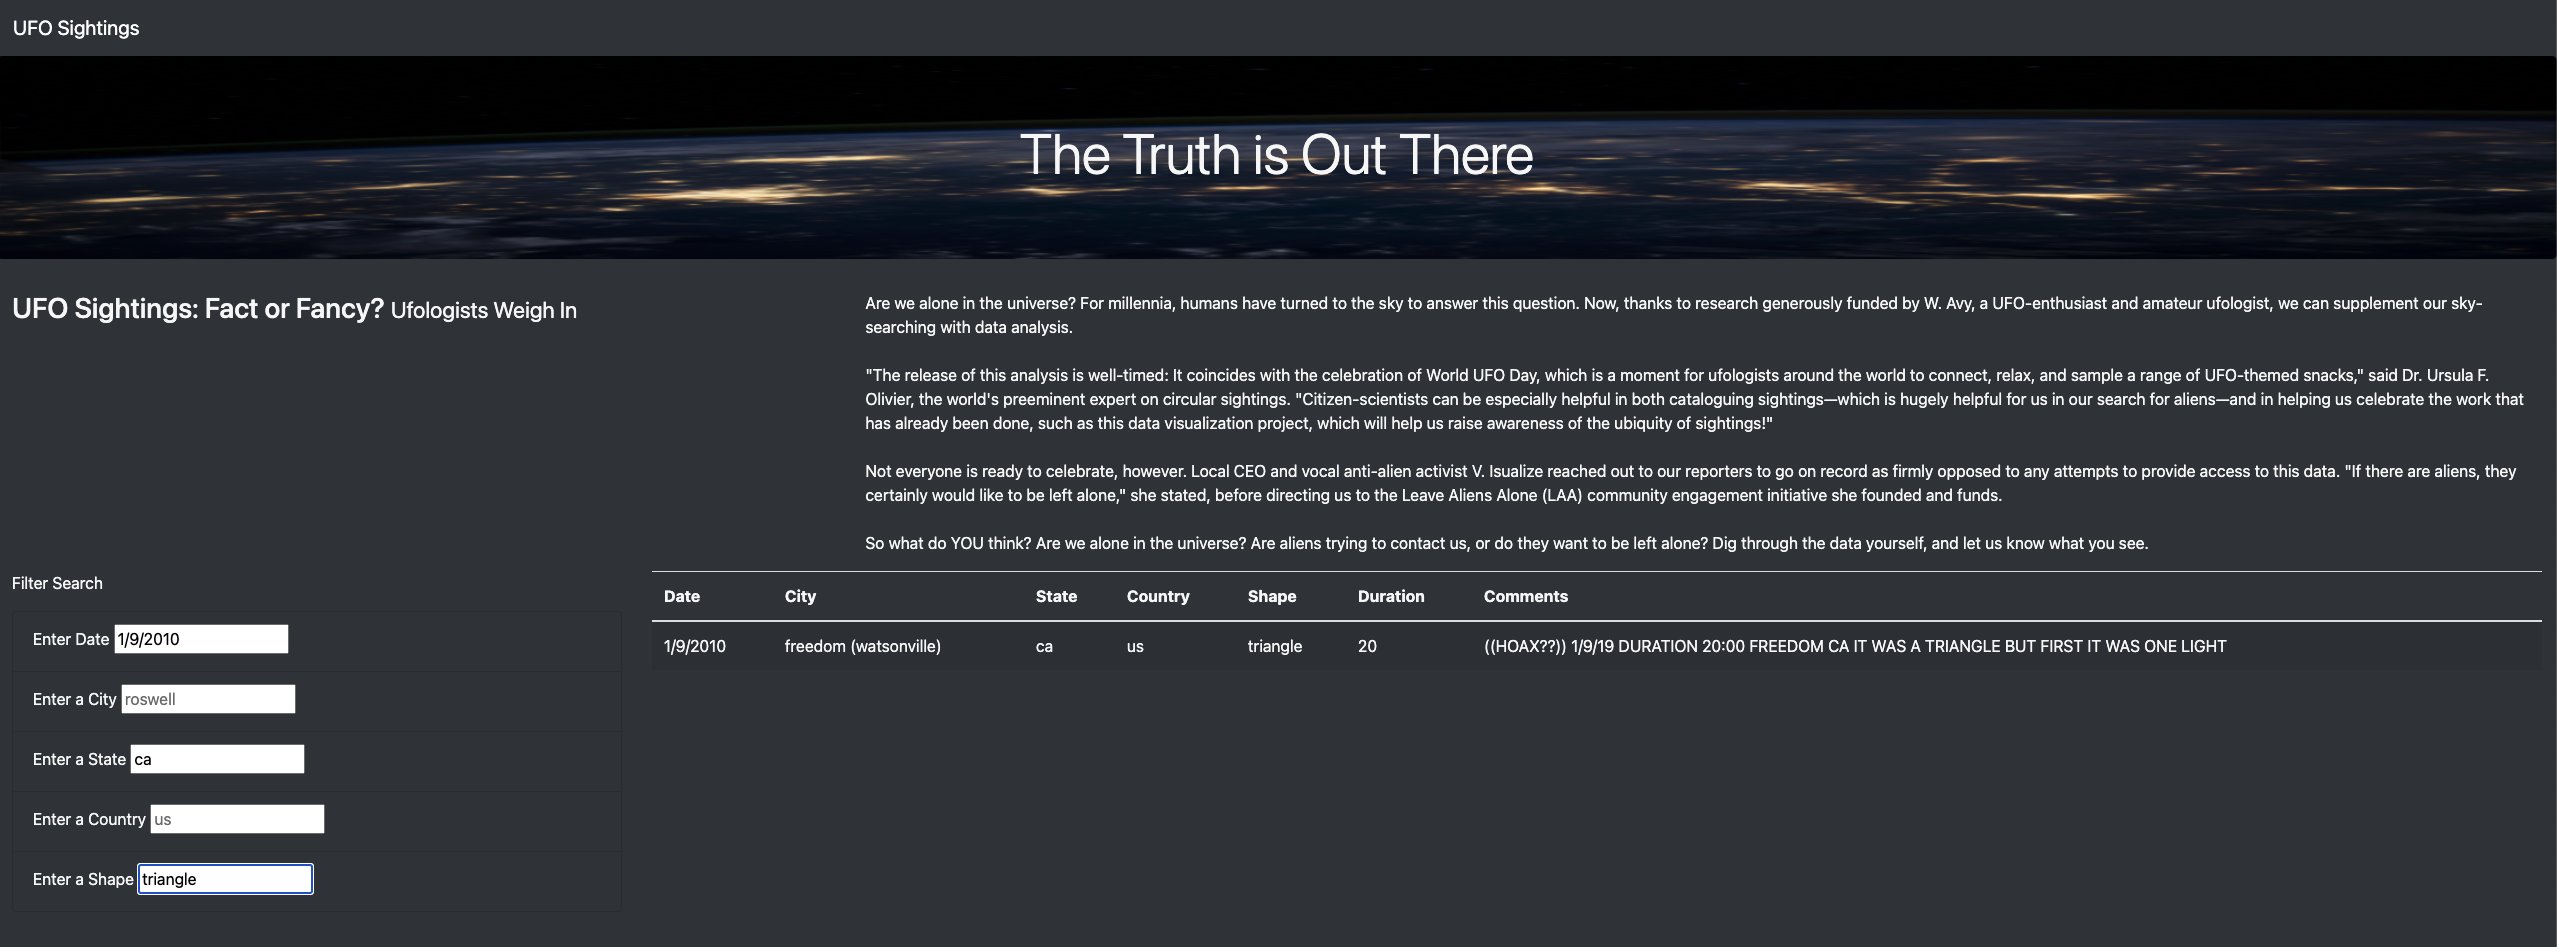 UFO Sightings
The Truth is Out There
UFO Sightings: Fact or Fancy? Ufologists Weigh In
Are we alone in the universe? For millennia, humans have turned to the sky to answer this question. Now, thanks to research generously funded by W. Avy, a UFO-enthusiast and amateur ufologist, we can supplement our sky-
searching with data analysis.
"The release of this analysis is well-timed: It coincides with the celebration of World UFO Day, which is a moment for ufologists around the world to connect, relax, and sample a range of UFO-themed snacks," said Dr. Ursula F.
Olivier, the world's preeminent expert on circular sightings. "Citizen-scientists can be especially helpful in both cataloguing sightings—which is hugely helpful for us in our search for aliens—and in helping us celebrate the work that
has already been done, such as this data visualization project, which will help us raise awareness of the ubiquity of sightings!"
Not everyone is ready to celebrate, however. Local CEO and vocal anti-alien activist V. Isualize reached out to our reporters to go on record as firmly opposed to any attempts to provide access to this data. "If there are aliens, they
certainly would like to be left alone," she stated, before directing us to the Leave Aliens Alone (LAA) community engagement initiative she founded and funds.
So what do YOU think? Are we alone in the universe? Are aliens trying to contact us, or do they want to be left alone? Dig through the data yourself, and let us know what you see.
Filter Search
Enter Date 1/9/2010
Enter a City roswell
Enter a State ca
Enter a Country us
Enter a Shape triangle
Date City State Country Shape Duration Comments
1/9/2010 freedom (watsonville) ca us triangle 20 ((HOAX??)) 1/9/19 DURATION 20:00 FREEDOM CA IT WAS A TRIANGLE BUT FIRST IT WAS ONE LIGHT